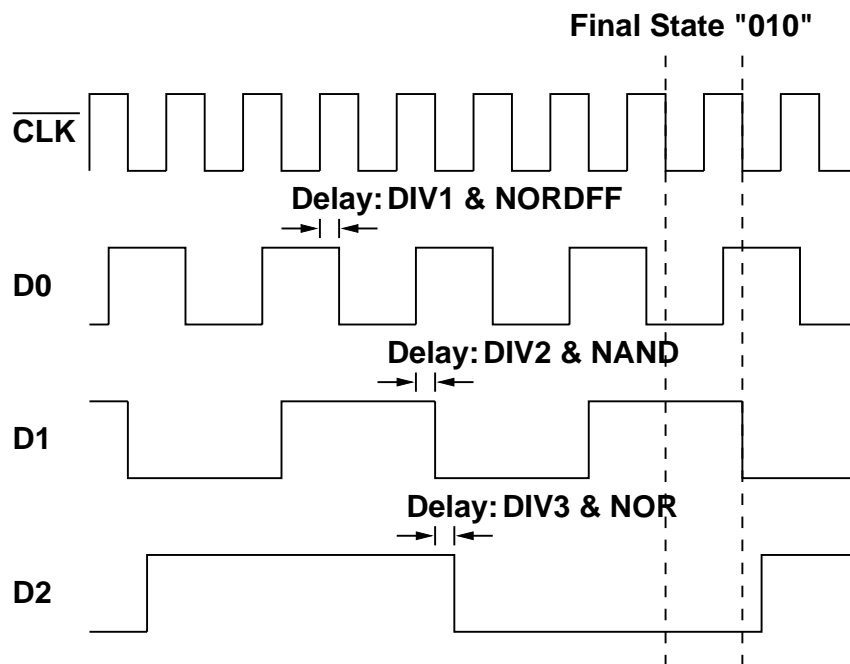 Final State "010"
CLK
Delay: DIV1 & NORDFF
D0
Delay: DIV2 & NAND
D1
Delay: DIV3 & NOR
D2